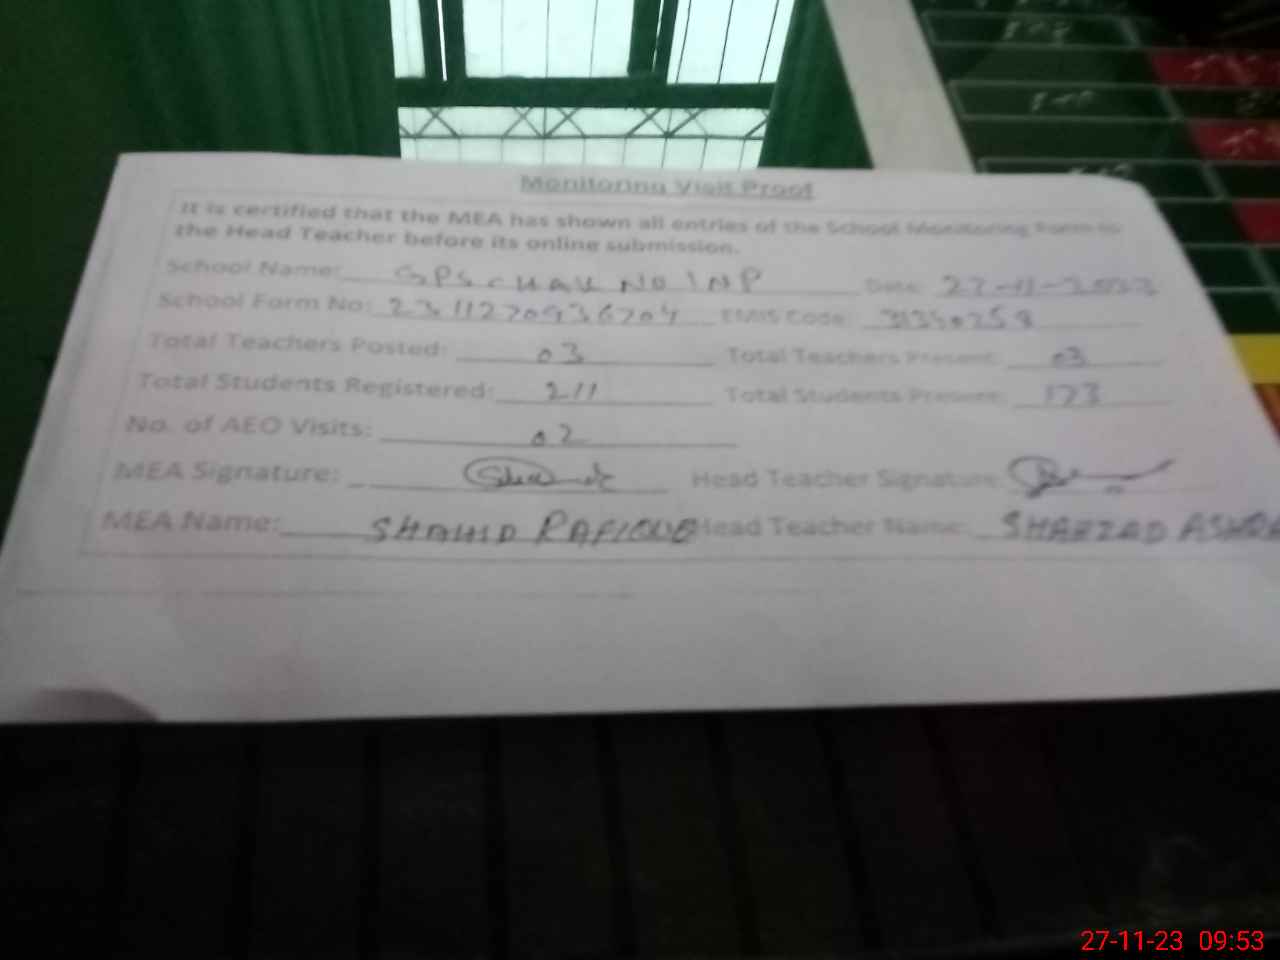 Monitoring Visit Proof
It is certified that the MEA has shown all entries of the School Monitoring Form to
the Head Teacher before its online submission.
School Name: GPS CHAK NO 1 NP Date: 27-11-2023
School Form No: 2311270936704 EMIS Code: 31350258
Total Teachers Posted: 03 Total Teachers Present: 03
Total Students Registered: 211 Total Students Present: 173
No. of AEO Visits: 02
MEA Signature: Head Teacher Signature:
MEA Name: SHAHID RAFIQUE Head Teacher Name: SHAHZAD
27-11-23 09:53